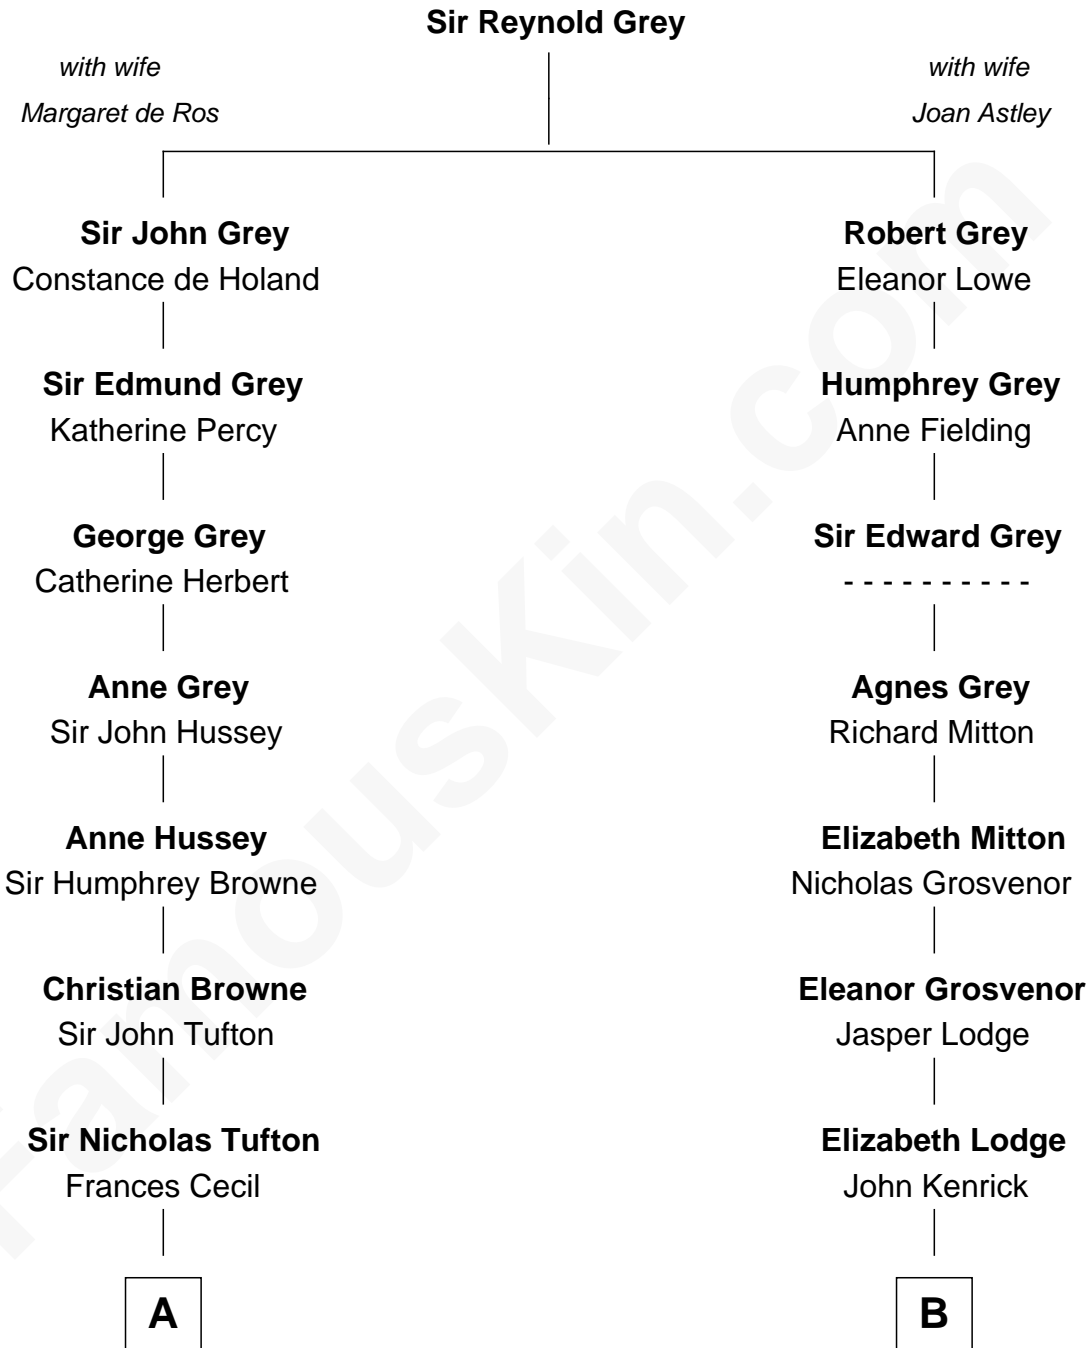 Sir Reynold Grey
with wife
Margaret de Ros
with wife
Joan Astley
Sir John Grey
Constance de Holand
Robert Grey
Eleanor Lowe
Sir Edmund Grey
Katherine Percy
Humphrey Grey
Anne Fielding
George Grey
Catherine Herbert
Sir Edward Grey
- - - - - - - - - -
Anne Grey
Sir John Hussey
Agnes Grey
Richard Mitton
Anne Hussey
Sir Humphrey Browne
Elizabeth Mitton
Nicholas Grosvenor
Christian Browne
Sir John Tufton
Eleanor Grosvenor
Jasper Lodge
Sir Nicholas Tufton
Frances Cecil
Elizabeth Lodge
John Kenrick
A
B
FamousKin.com